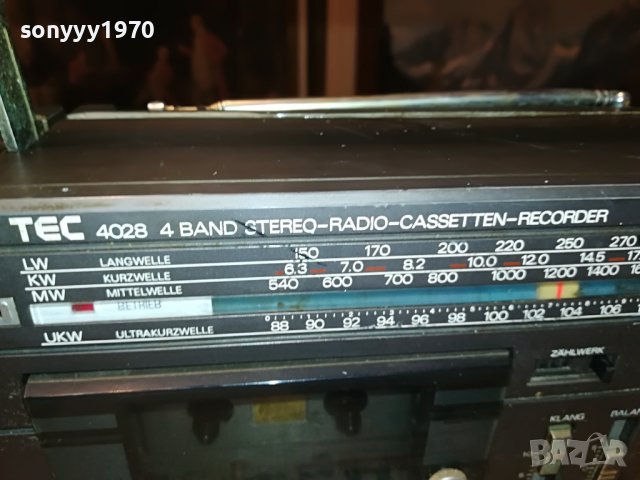 sonyyy1970
TEC 4028 4 BAND STEREO-RADIO-CASSETTEN-RECORDER
LW LANGWELLE 150 170 200 220 250 270
KW KURZWELLE 6.3 7.0 8.2 10.0 12.0 14.5
MW MITTELWELLE 540 600 700 800 1000 1200 1400
BETRIEB
UKW ULTRAKURZWELLE 88 90 92 94 96 98 100 102 104 106
ZÄHLWERK
KLANG
bazar